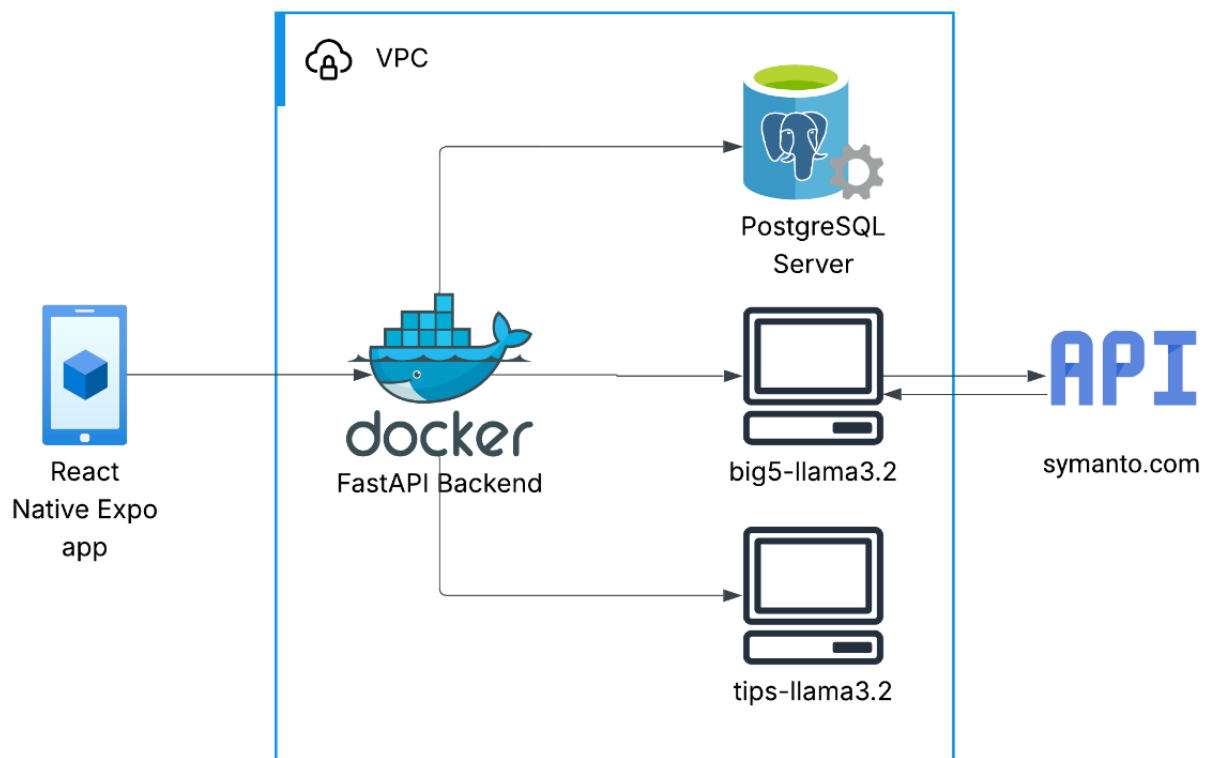 VPC
PostgreSQL
Server
React
Native Expo
app
docker
FastAPI Backend
big5-llama3.2
API
symanto.com
tips-llama3.2